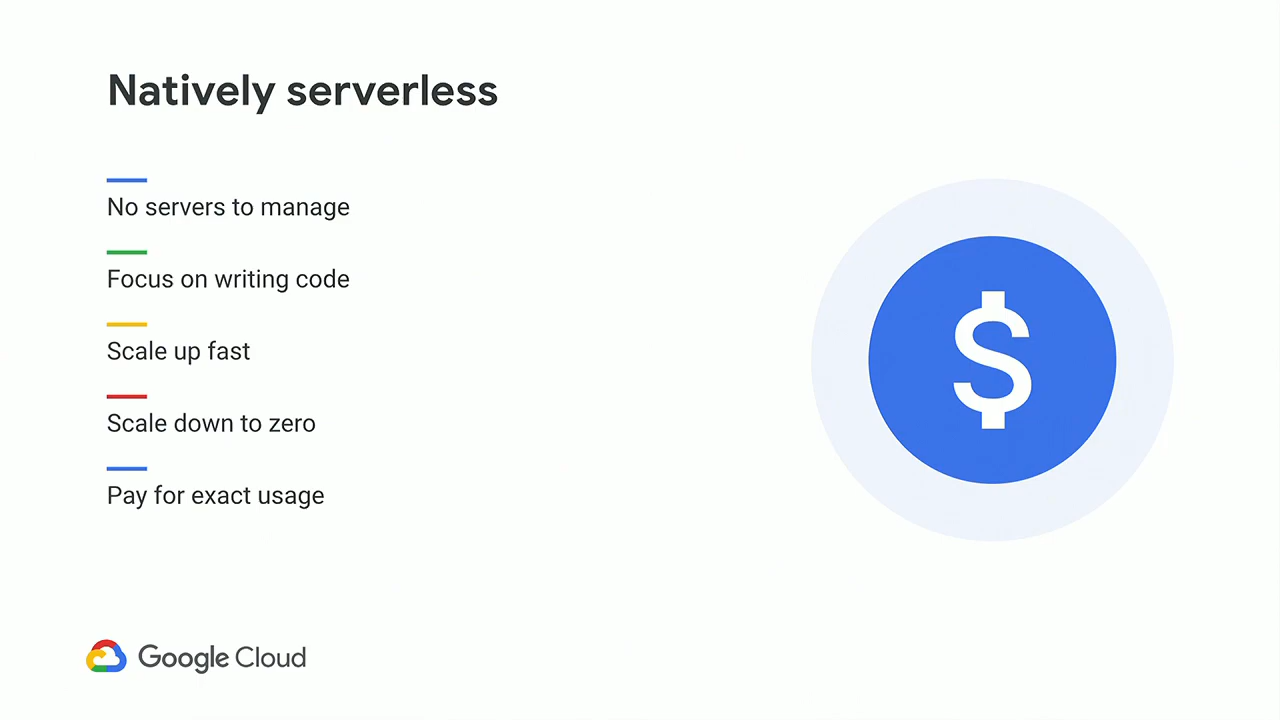 Natively serverless
No servers to manage
Focus on writing code
Scale up fast
Scale down to zero
Pay for exact usage
$
Google Cloud